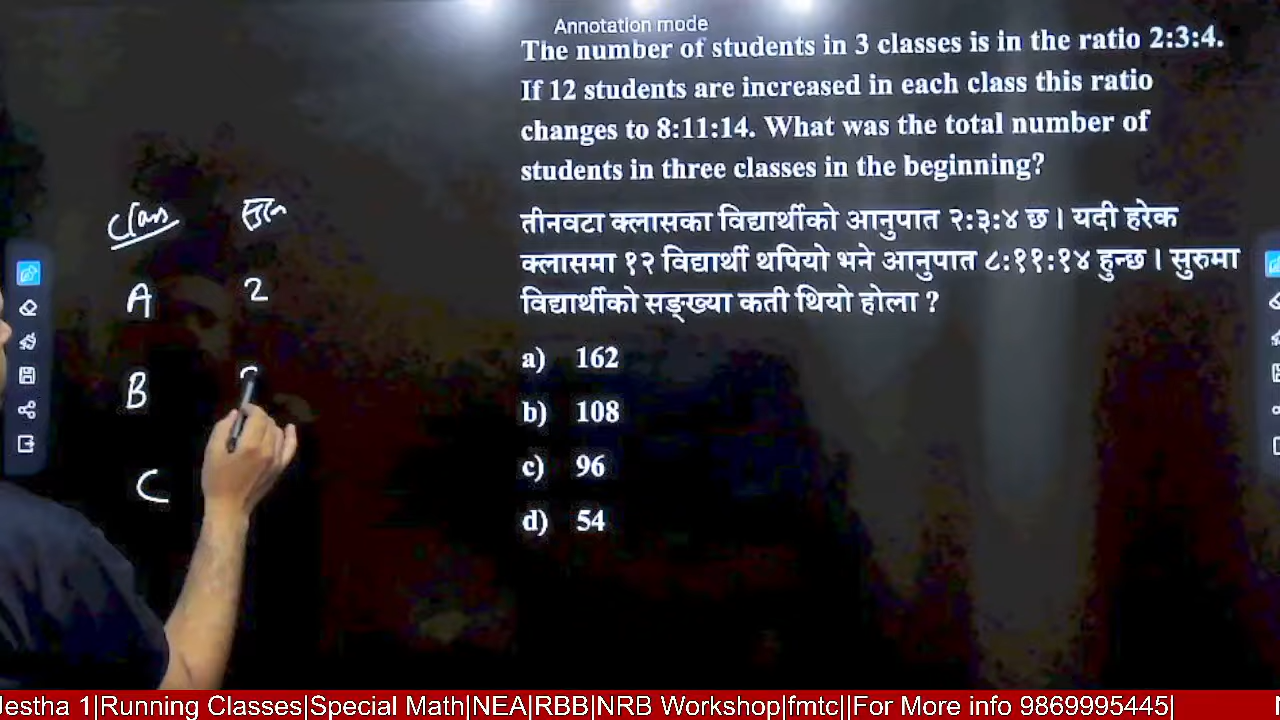 Annotation mode
The number of students in 3 classes is in the ratio 2:3:4.
If 12 students are increased in each class this ratio
changes to 8:11:14. What was the total number of
students in three classes in the beginning?
तीनवटा क्लासका विद्यार्थीको आनुपात २:३:४ छ । यदी हरेक
क्लासमा १२ विद्यार्थी थपियो भने आनुपात ८:११:१४ हुन्छ । सुरुमा
विद्यार्थीको सङ्ख्या कती थियो होला ?
a) 162
b) 108
c) 96
d) 54
Class
A 2
B
C
Jestha 1|Running Classes|Special Math|NEA|RBB|NRB Workshop|fmtc||For More info 9869995445|